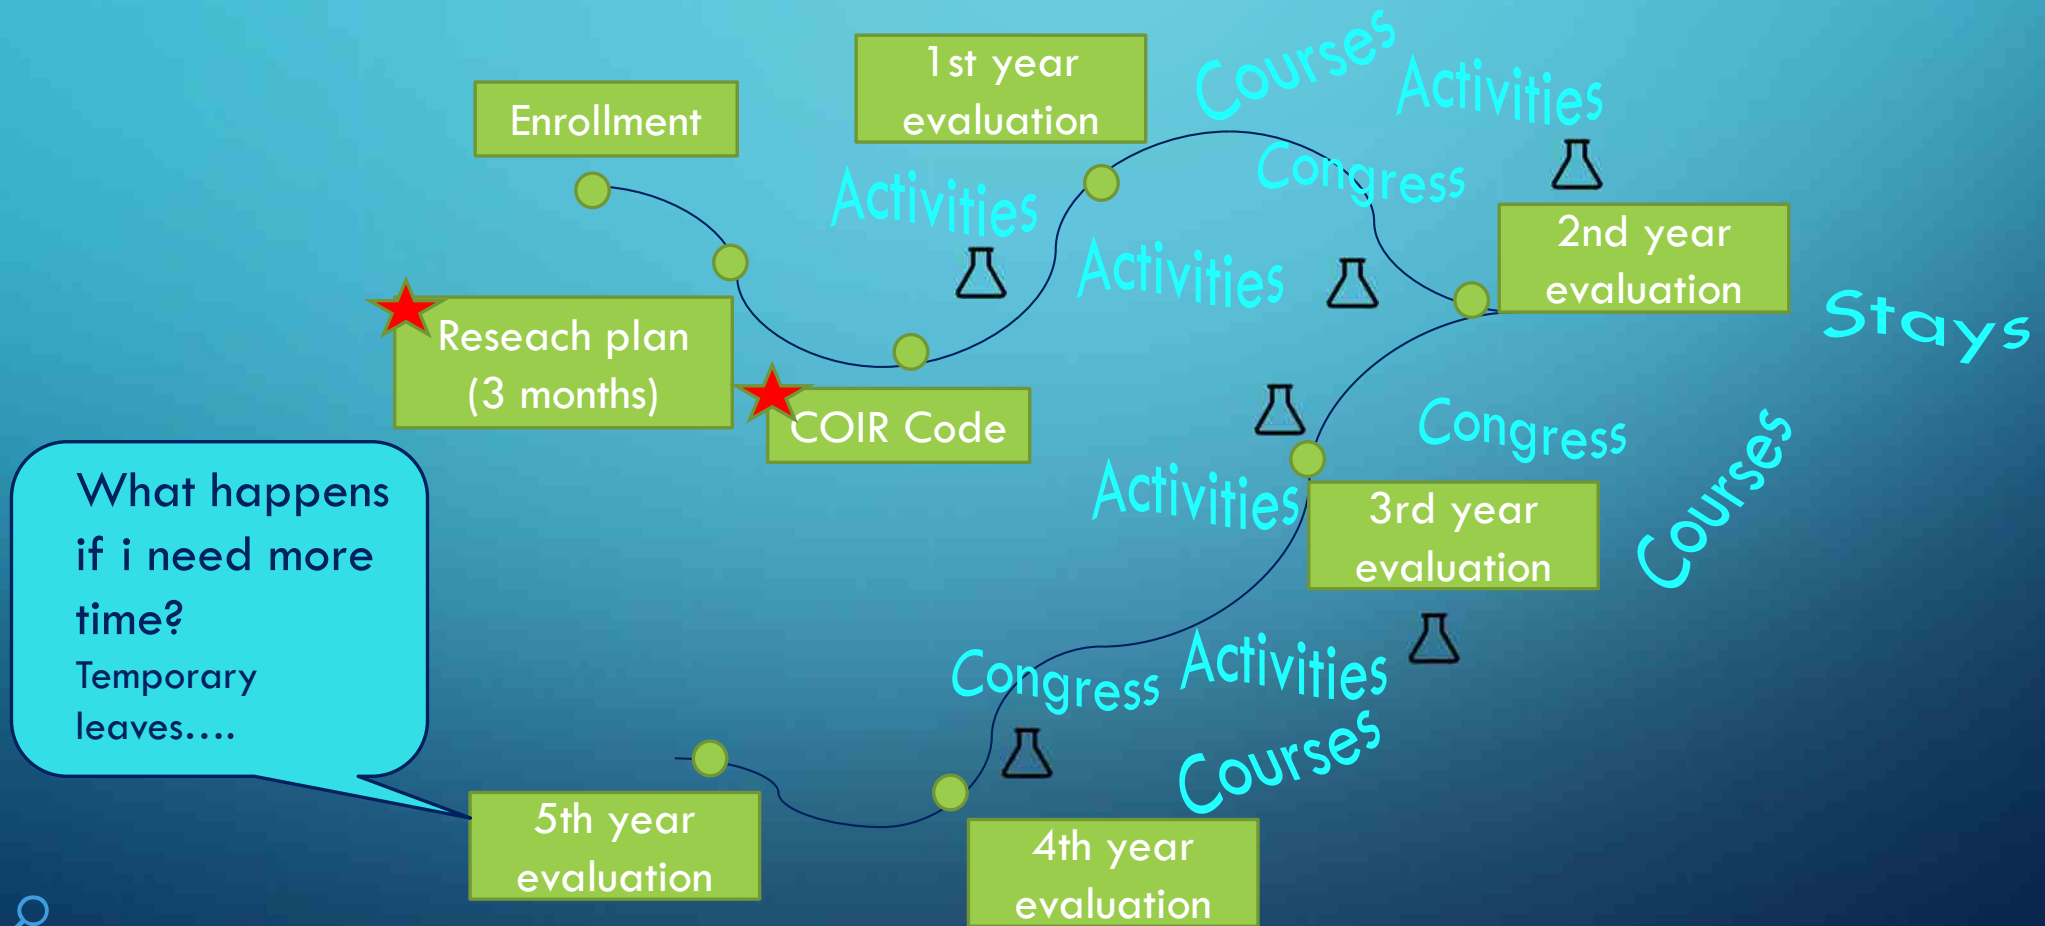 Enrollment
1st year
evaluation
Courses
Activities
Congress
Activities
Activities
2nd year
evaluation
Stays
Reseach plan
(3 months)
COIR Code
Congress
Courses
Activities
3rd year
evaluation
What happens
if i need more
time?
Temporary
leaves....
Congress
Activities
Courses
5th year
evaluation
4th year
evaluation